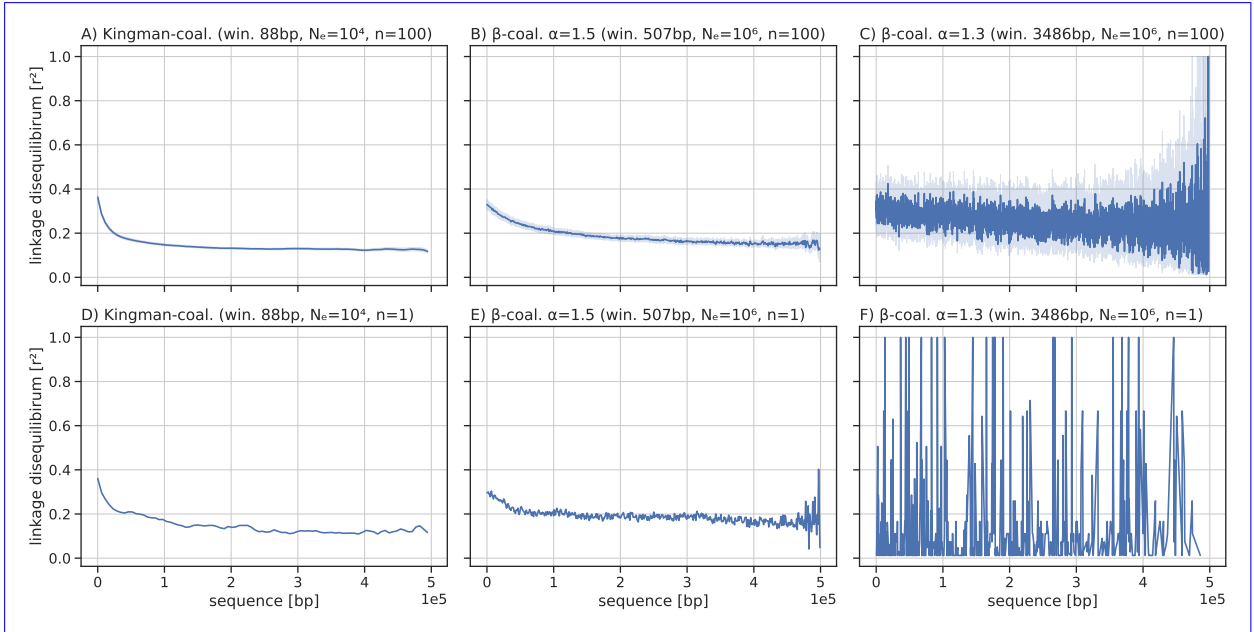 A) Kingman-coal. (win. 88bp, Nₑ=10⁴, n=100)
B) β-coal. α=1.5 (win. 507bp, Nₑ=10⁶, n=100)
C) β-coal. α=1.3 (win. 3486bp, Nₑ=10⁶, n=100)
linkage disequilibirum [r²]
1.0
0.8
0.6
0.4
0.2
0.0
D) Kingman-coal. (win. 88bp, Nₑ=10⁴, n=1)
E) β-coal. α=1.5 (win. 507bp, Nₑ=10⁶, n=1)
F) β-coal. α=1.3 (win. 3486bp, Nₑ=10⁶, n=1)
linkage disequilibirum [r²]
1.0
0.8
0.6
0.4
0.2
0.0
0 1 2 3 4 5
1e5
sequence [bp]
0 1 2 3 4 5
1e5
sequence [bp]
0 1 2 3 4 5
1e5
sequence [bp]